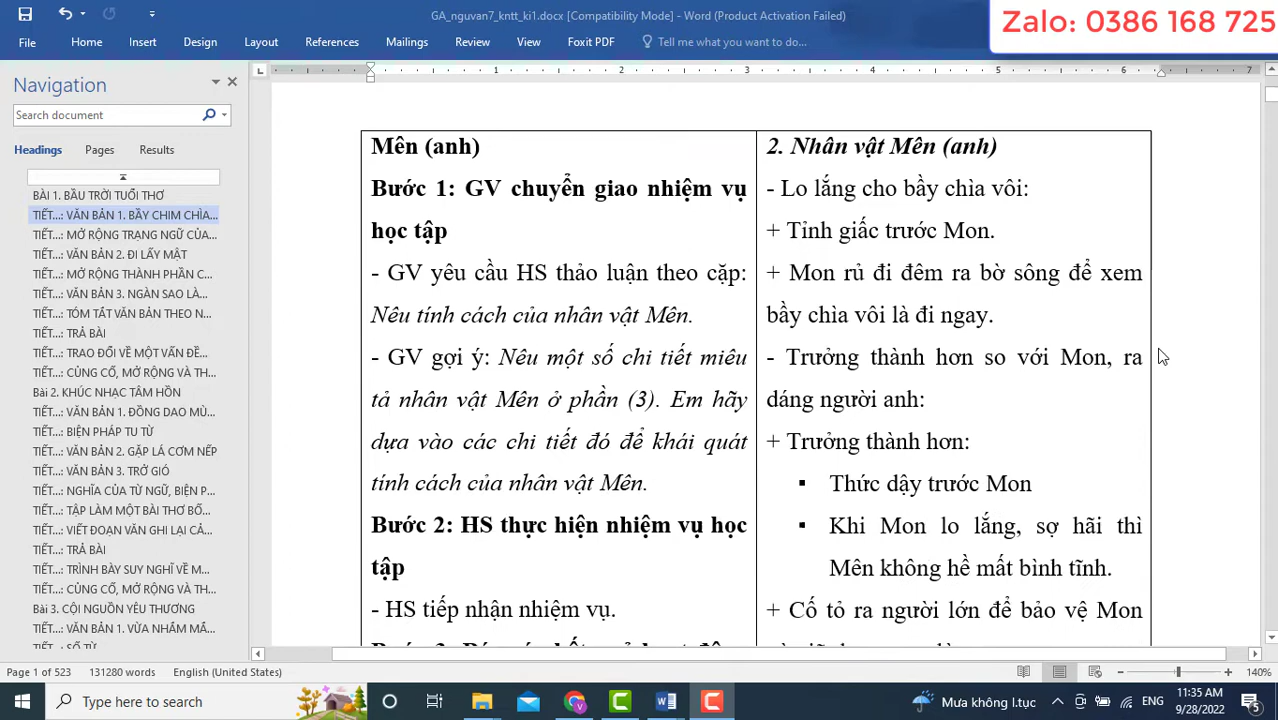 GA_nguvan7_kntt_ki1.docx [Compatibility Mode] - Word (Product Activation Failed)
Zalo: 0386 168 725
File Home Insert Design Layout References Mailings Review View Foxit PDF Tell me what you want to do...
Navigation
Search document
Headings Pages Results
BÀI 1. BẦU TRỜI TUỔI THƠ
TIẾT...: VĂN BẢN 1. BẦY CHIM CHÌA...
TIẾT...: MỞ RỘNG TRẠNG NGỮ CỦA...
TIẾT...: VĂN BẢN 2. ĐI LẤY MẬT
TIẾT...: MỞ RỘNG THÀNH PHẦN C...
TIẾT...: VĂN BẢN 3. NGÀN SAO LÀ...
TIẾT...: TÓM TẮT VĂN BẢN THEO N...
TIẾT...: TRẢ BÀI
TIẾT...: TRAO ĐỔI VỀ MỘT VẤN ĐỀ...
TIẾT...: CỦNG CỐ, MỞ RỘNG VÀ TH...
Bài 2. KHÚC NHẠC TÂM HỒN
TIẾT...: VĂN BẢN 1. ĐỒNG DAO MÙ...
TIẾT...: BIỆN PHÁP TU TỪ
TIẾT...: VĂN BẢN 2. GẶP LÁ CƠM NẾP
TIẾT...: VĂN BẢN 3. TRỞ GIÓ
TIẾT...: NGHĨA CỦA TỪ NGỮ, BIỆN P...
TIẾT...: TẬP LÀM MỘT BÀI THƠ BỐ...
TIẾT...: VIẾT ĐOẠN VĂN GHI LẠI CẢ...
TIẾT...: TRẢ BÀI
TIẾT...: TRÌNH BÀY SUY NGHĨ VỀ M...
TIẾT...: CỦNG CỐ, MỞ RỘNG VÀ TH...
Bài 3. CỘI NGUỒN YÊU THƯƠNG
TIẾT...: VĂN BẢN 1. VỪA NHẮM MẮ...
TIẾT...: SỐ TỪ
1 2 3 4 5 6 7
Mên (anh)
Bước 1: GV chuyển giao nhiệm vụ
học tập
- GV yêu cầu HS thảo luận theo cặp:
Nêu tính cách của nhân vật Mên.
- GV gợi ý: Nêu một số chi tiết miêu
tả nhân vật Mên ở phần (3). Em hãy
dựa vào các chi tiết đó để khái quát
tính cách của nhân vật Mên.
Bước 2: HS thực hiện nhiệm vụ học
tập
- HS tiếp nhận nhiệm vụ.
2. Nhân vật Mên (anh)
- Lo lắng cho bầy chìa vôi:
+ Tỉnh giấc trước Mon.
+ Mon rủ đi đêm ra bờ sông để xem
bầy chìa vôi là đi ngay.
- Trưởng thành hơn so với Mon, ra
dáng người anh:
+ Trưởng thành hơn:
▪ Thức dậy trước Mon
▪ Khi Mon lo lắng, sợ hãi thì
Mên không hề mất bình tĩnh.
+ Cố tỏ ra người lớn để bảo vệ Mon
Page 1 of 523 131280 words English (United States) 140%
Type here to search Mưa không l.tục ENG 11:35 AM
9/28/2022 5